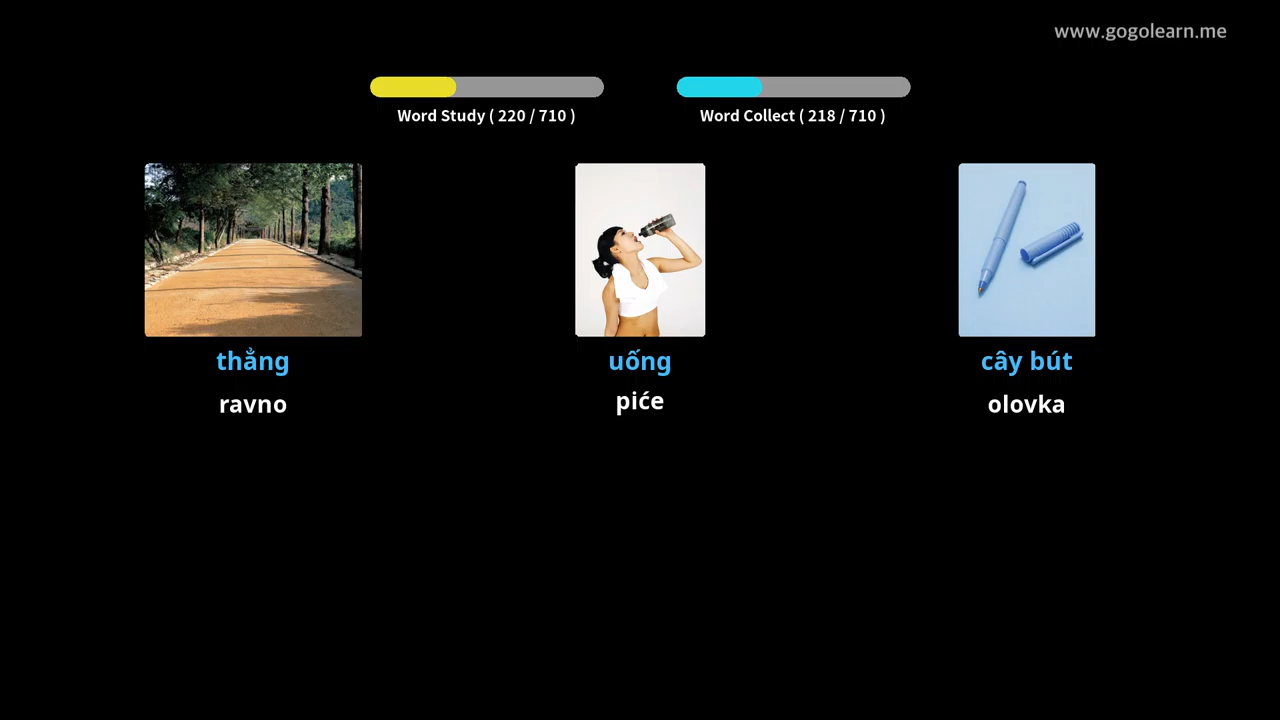 www.gogolearn.me
Word Study ( 220 / 710 )
Word Collect ( 218 / 710 )
thẳng
uống
cây bút
ravno
piće
olovka